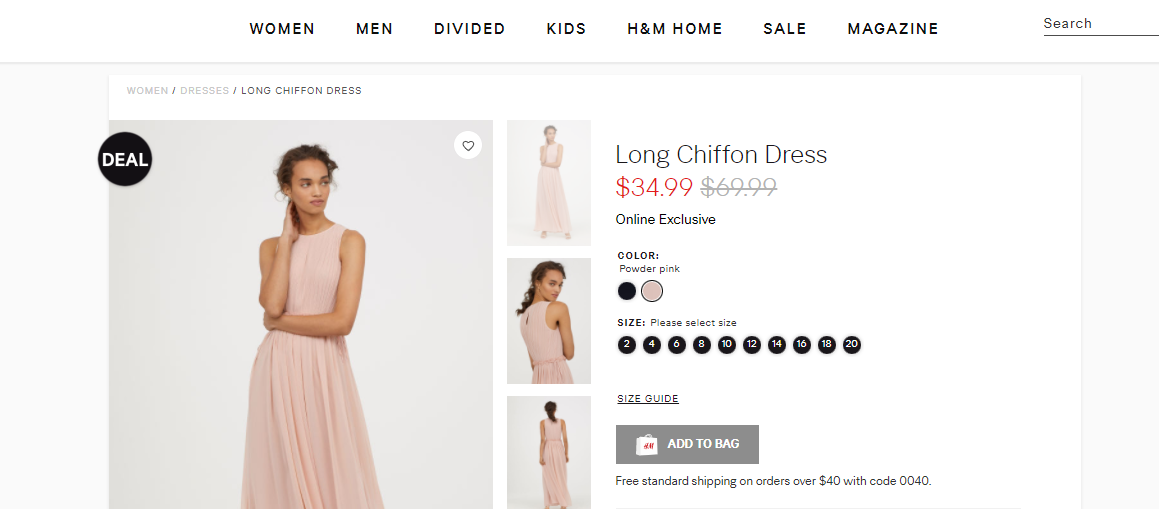 WOMEN MEN DIVIDED KIDS H&M HOME SALE MAGAZINE
Search
WOMEN / DRESSES / LONG CHIFFON DRESS
DEAL
Long Chiffon Dress
$34.99 $69.99
Online Exclusive
COLOR:
Powder pink
SIZE: Please select size
2 4 6 8 10 12 14 16 18 20
SIZE GUIDE
H&M ADD TO BAG
Free standard shipping on orders over $40 with code 0040.